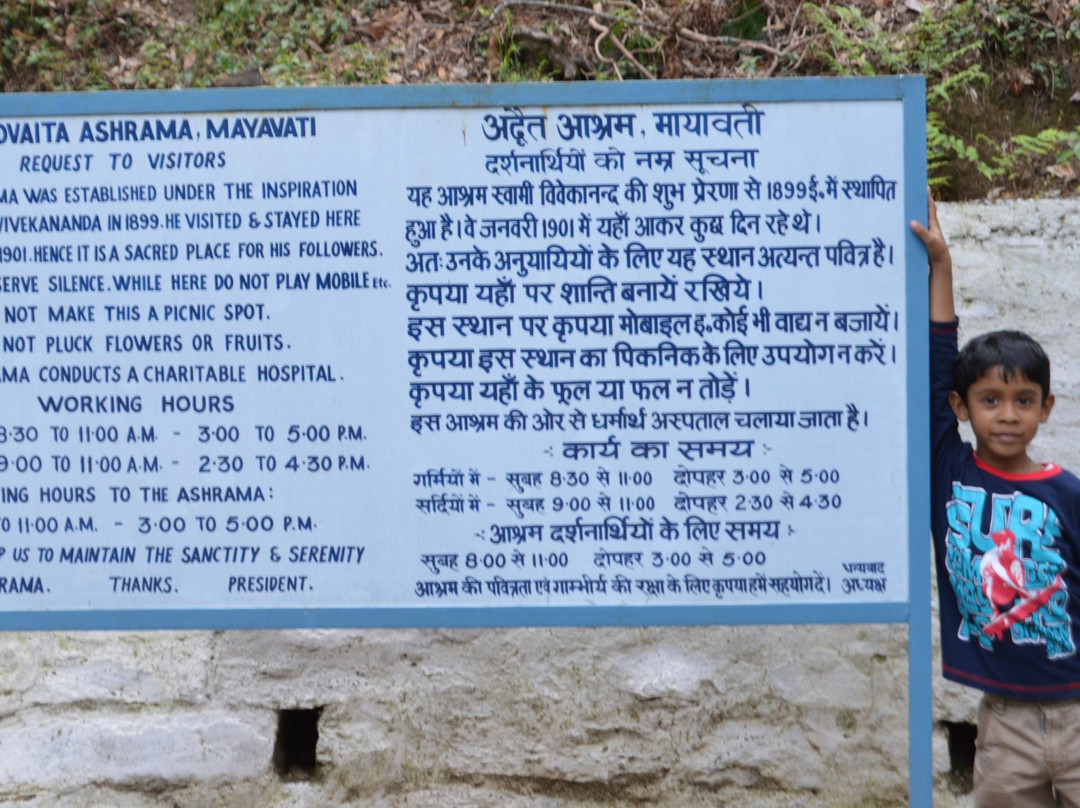 DVAITA ASHRAMA, MAYAVATI
REQUEST TO VISITORS
MA WAS ESTABLISHED UNDER THE INSPIRATION
VIVEKANANDA IN 1899. HE VISITED & STAYED HERE
1901. HENCE IT IS A SACRED PLACE FOR HIS FOLLOWERS.
SERVE SILENCE. WHILE HERE DO NOT PLAY MOBILE Etc.
NOT MAKE THIS A PICNIC SPOT.
NOT PLUCK FLOWERS OR FRUITS.
AMA CONDUCTS A CHARITABLE HOSPITAL.
WORKING HOURS
8·30 TO 11·00 A.M. - 3·00 TO 5·00 P.M.
9·00 TO 11·00 A.M. - 2·30 TO 4·30 P.M.
ING HOURS TO THE ASHRAMA:
TO 11·00 A.M. - 3·00 TO 5·00 P.M.
P US TO MAINTAIN THE SANCTITY & SERENITY
RAMA. THANKS. PRESIDENT.
अद्वैत आश्रम, मायावती
दर्शनार्थियों को नम्र सूचना
यह आश्रम स्वामी विवेकानन्द की शुभ प्रेरणा से 1899ई. में स्थापित
हुआ है। वे जनवरी 1901 में यहाँ आकर कुछ दिन रहे थे।
अतः उनके अनुयायियों के लिए यह स्थान अत्यन्त पवित्र है।
कृपया यहाँ पर शान्ति बनायें रखिये।
इस स्थान पर कृपया मोबाइल इ. कोई भी वाद्य न बजायें।
कृपया इस स्थान का पिकनिक के लिए उपयोग न करें।
कृपया यहाँ के फूल या फल न तोड़ें।
इस आश्रम की ओर से धर्मार्थ अस्पताल चलाया जाता है।
कार्य का समय
गर्मियों में - सुबह 8·30 से 11·00 दोपहर 3·00 से 5·00
सर्दियों में - सुबह 9·00 से 11·00 दोपहर 2·30 से 4·30
आश्रम दर्शनार्थियों के लिए समय
सुबह 8·00 से 11·00 दोपहर 3·00 से 5·00
आश्रम की पवित्रता एवं गाम्भीर्य की रक्षा के लिए कृपया हमें सहयोग दें। धन्यवाद
अध्यक्ष
SURF